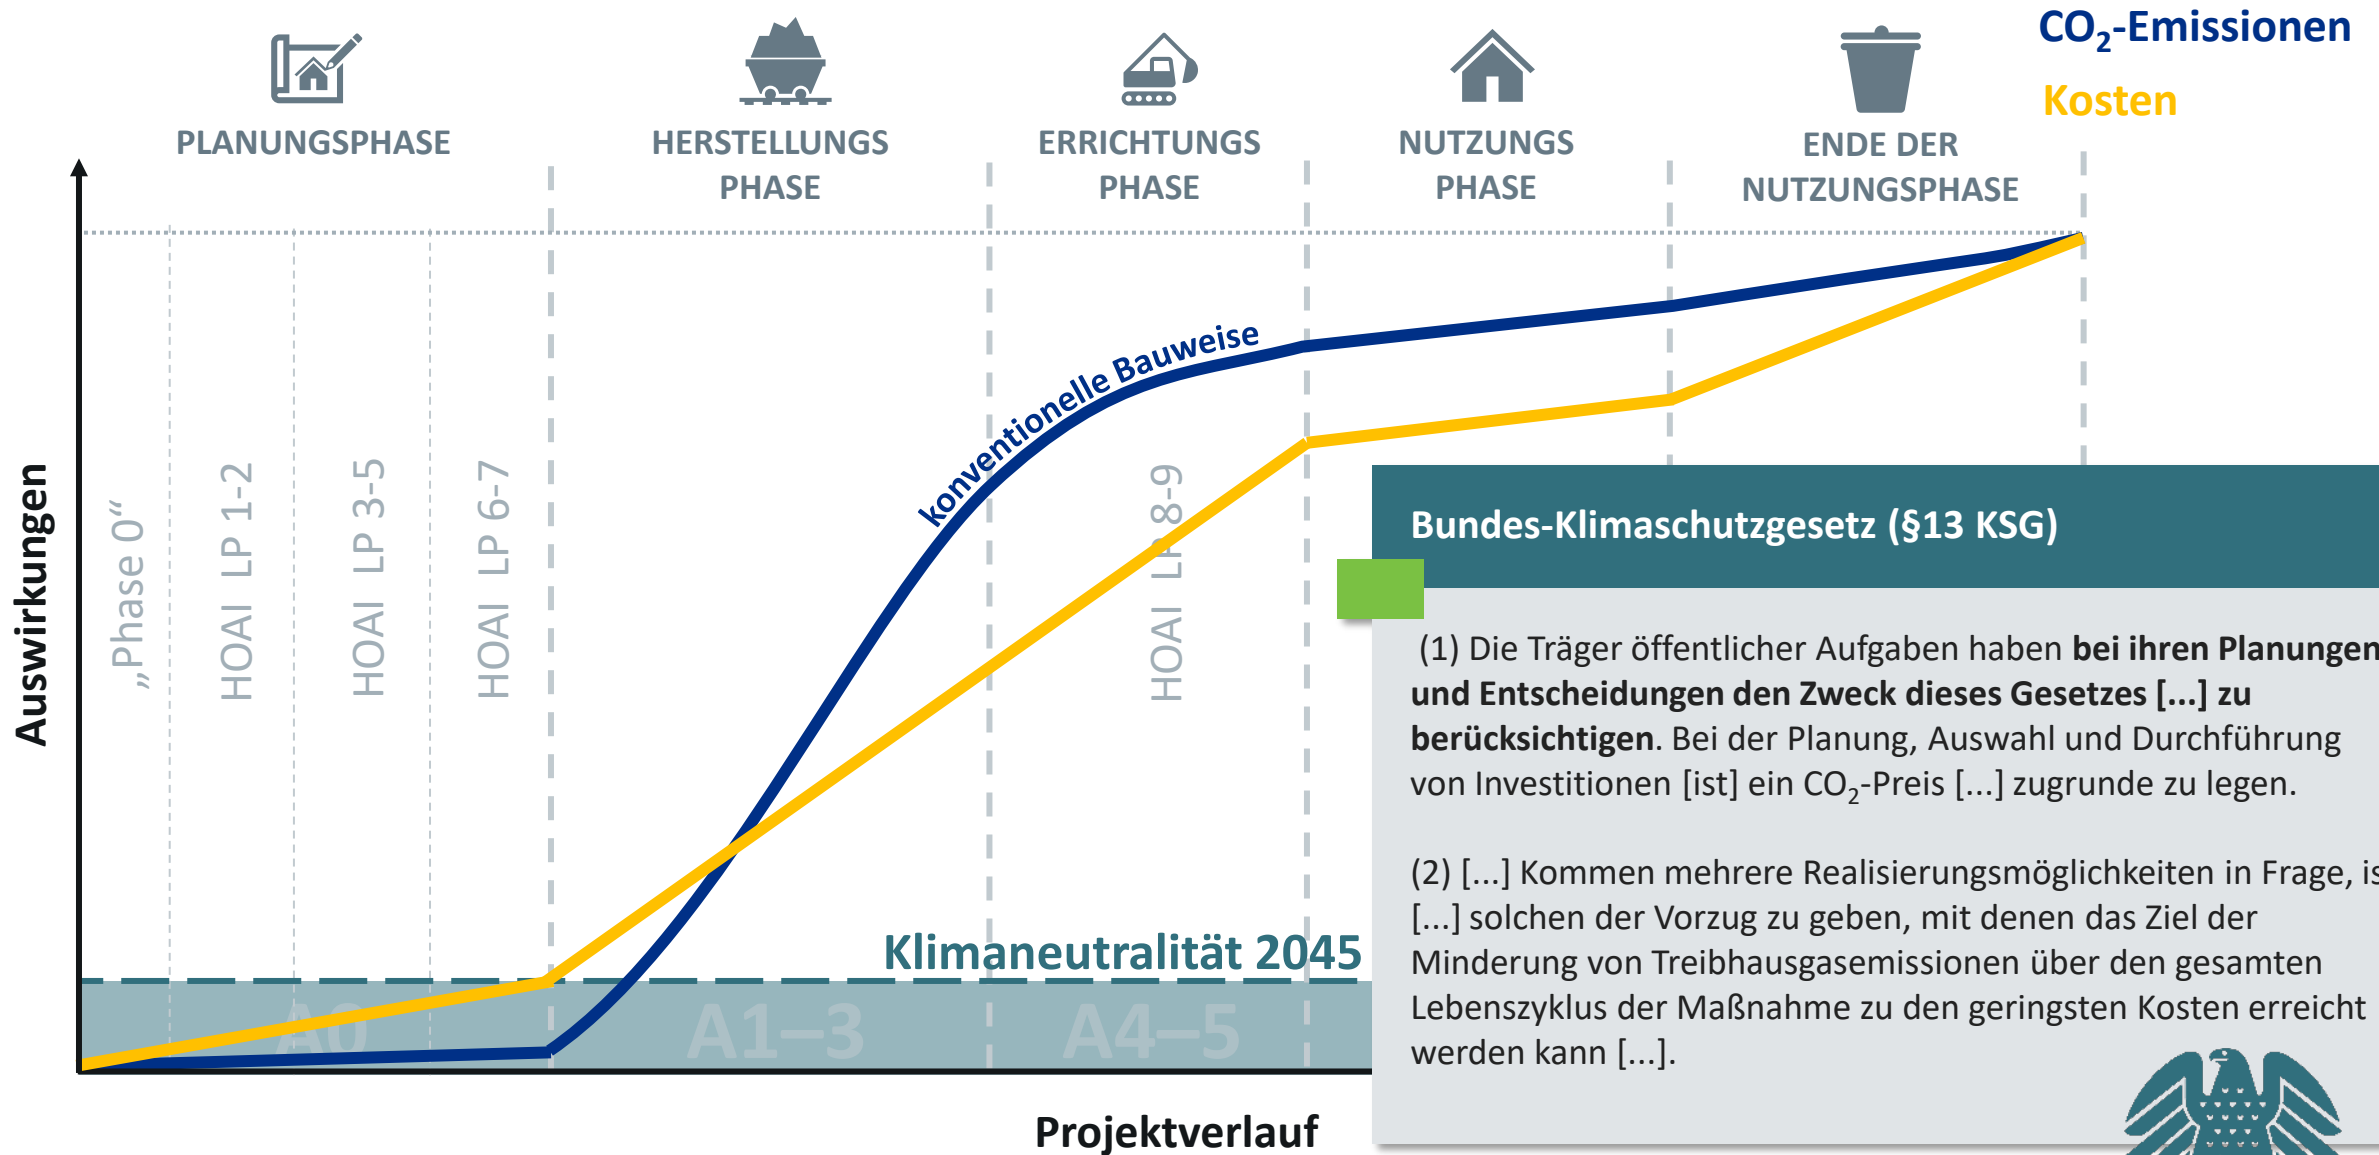 CO₂-Emissionen
Kosten
PLANUNGSPHASE
HERSTELLUNGS
PHASE
ERRICHTUNGS
PHASE
NUTZUNGS
PHASE
ENDE DER
NUTZUNGSPHASE
Auswirkungen
„Phase 0“
HOAI LP 1-2
HOAI LP 3-5
HOAI LP 6-7
HOAI LP 8-9
konventionelle Bauweise
Klimaneutralität 2045
A0
A1–3
A4–5
Projektverlauf
Bundes-Klimaschutzgesetz (§13 KSG)
(1) Die Träger öffentlicher Aufgaben haben bei ihren Planungen
und Entscheidungen den Zweck dieses Gesetzes [...] zu
berücksichtigen. Bei der Planung, Auswahl und Durchführung
von Investitionen [ist] ein CO₂-Preis [...] zugrunde zu legen.
(2) [...] Kommen mehrere Realisierungsmöglichkeiten in Frage, is
[...] solchen der Vorzug zu geben, mit denen das Ziel der
Minderung von Treibhausgasemissionen über den gesamten
Lebenszyklus der Maßnahme zu den geringsten Kosten erreicht
werden kann [...].